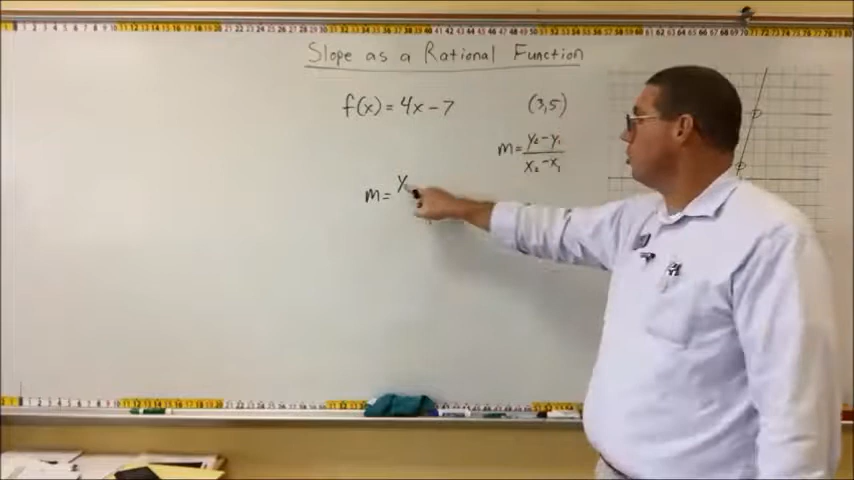 Slope as a Rational Function
f(x) = 4x - 7 (3,5)
m = y₂ - y₁ / x₂ - x₁
m = y